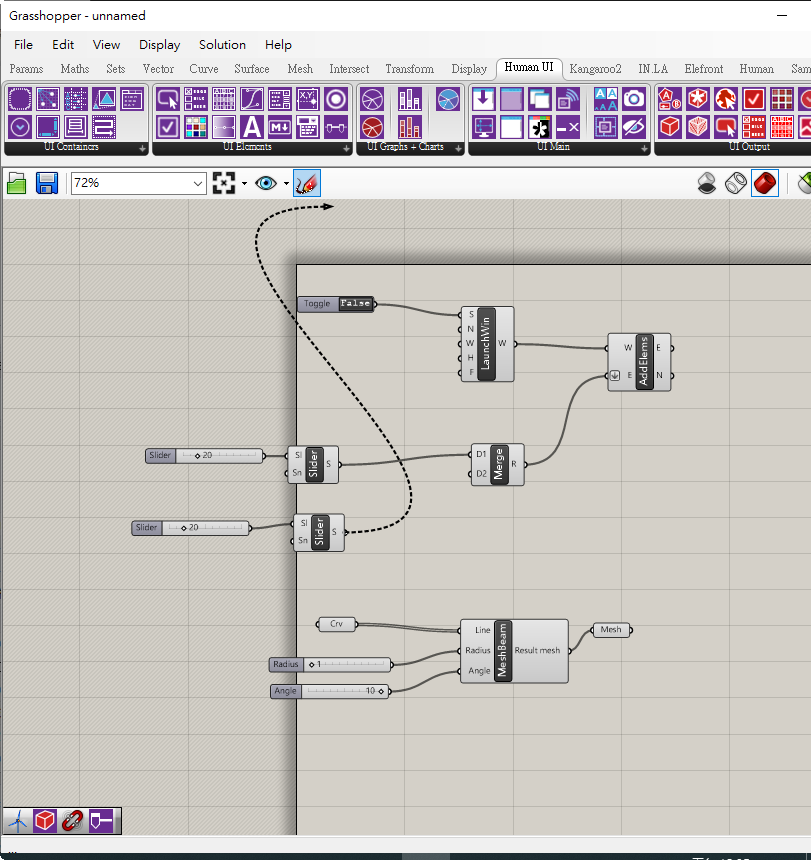 Grasshopper - unnamed
File Edit View Display Solution Help
Params Maths Sets Vector Curve Surface Mesh Intersect Transform Display Human UI Kangaroo2 IN.LA Elefront Human Sam
UI Containers UI Elemnts UI Graphs + Charts UI Main UI Output
72%
Toggle False
S
N
W
H
F
LaunchWin
W
W
E
AddElems
E
N
Slider 20
Sl
Sn
Slider
S
D1
D2
Merge
R
Slider 20
Sl
Sn
Slider
S
Crv
Radius 1
Angle 10
Line
Radius
Angle
MeshBeam
Result mesh
Mesh